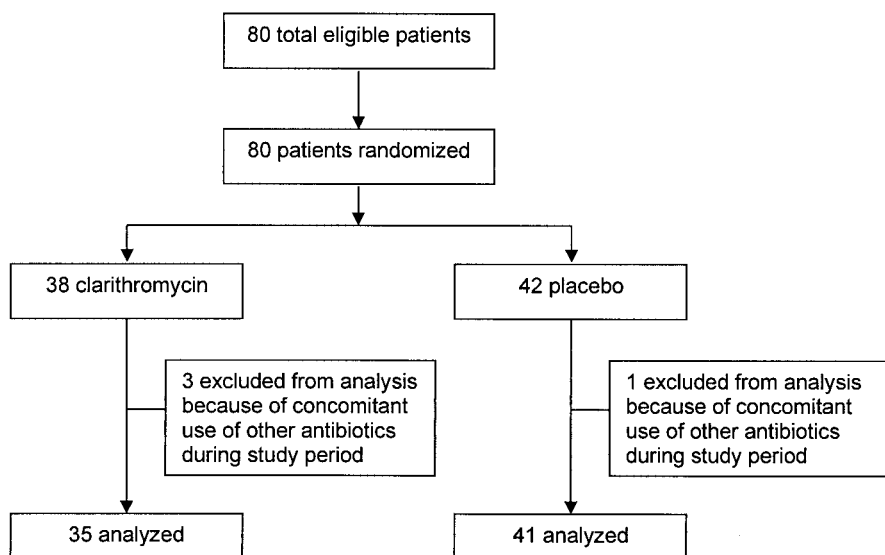 80 total eligible patients
80 patients randomized
38 clarithromycin
42 placebo
3 excluded from analysis
because of concomitant
use of other antibiotics
during study period
1 excluded from analysis
because of concomitant
use of other antibiotics
during study period
35 analyzed
41 analyzed